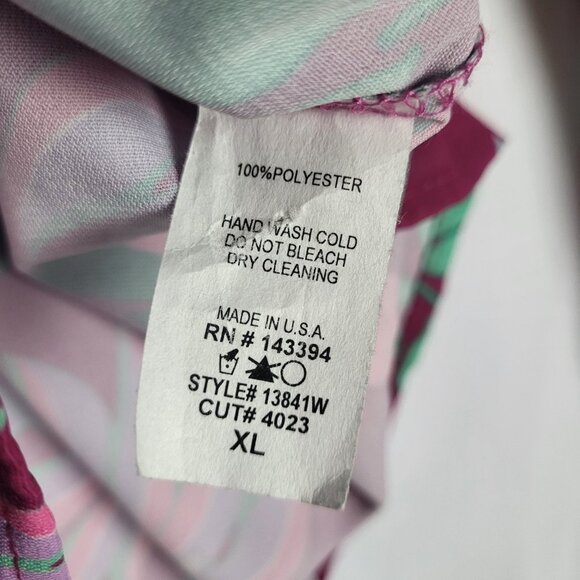 100%POLYESTER
HAND WASH COLD
DO NOT BLEACH
DRY CLEANING
MADE IN U.S.A.
RN # 143394
STYLE# 13841W
CUT# 4023
XL